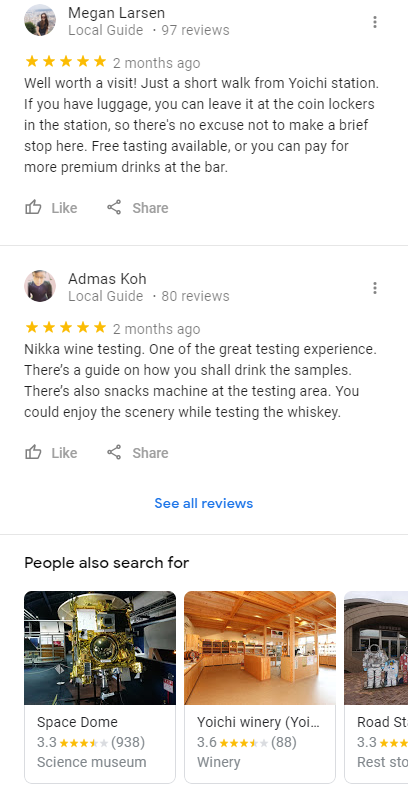 Megan Larsen
Local Guide · 97 reviews
2 months ago
Well worth a visit! Just a short walk from Yoichi station.
If you have luggage, you can leave it at the coin lockers
in the station, so there's no excuse not to make a brief
stop here. Free tasting available, or you can pay for
more premium drinks at the bar.
Like Share
Admas Koh
Local Guide · 80 reviews
2 months ago
Nikka wine testing. One of the great testing experience.
There’s a guide on how you shall drink the samples.
There’s also snacks machine at the testing area. You
could enjoy the scenery while testing the whiskey.
Like Share
See all reviews
People also search for
Space Dome Yoichi winery (Yoi... Road Sta
3.3 (938) 3.6 (88) 3.3
Science museum Winery Rest sto